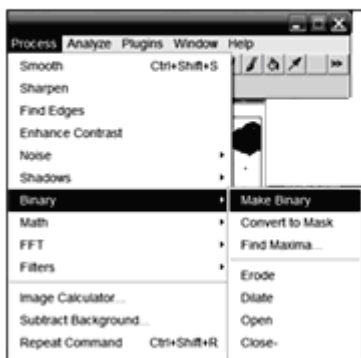 Process Analyze Plugins Window Help
Smooth Ctrl+Shift+S
Sharpen
Find Edges
Enhance Contrast
Noise
Shadows
Binary
Math
FFT
Filters
Image Calculator...
Subtract Background...
Repeat Command Ctrl+Shift+R
Make Binary
Convert to Mask
Find Maxima...
Erode
Dilate
Open
Close-